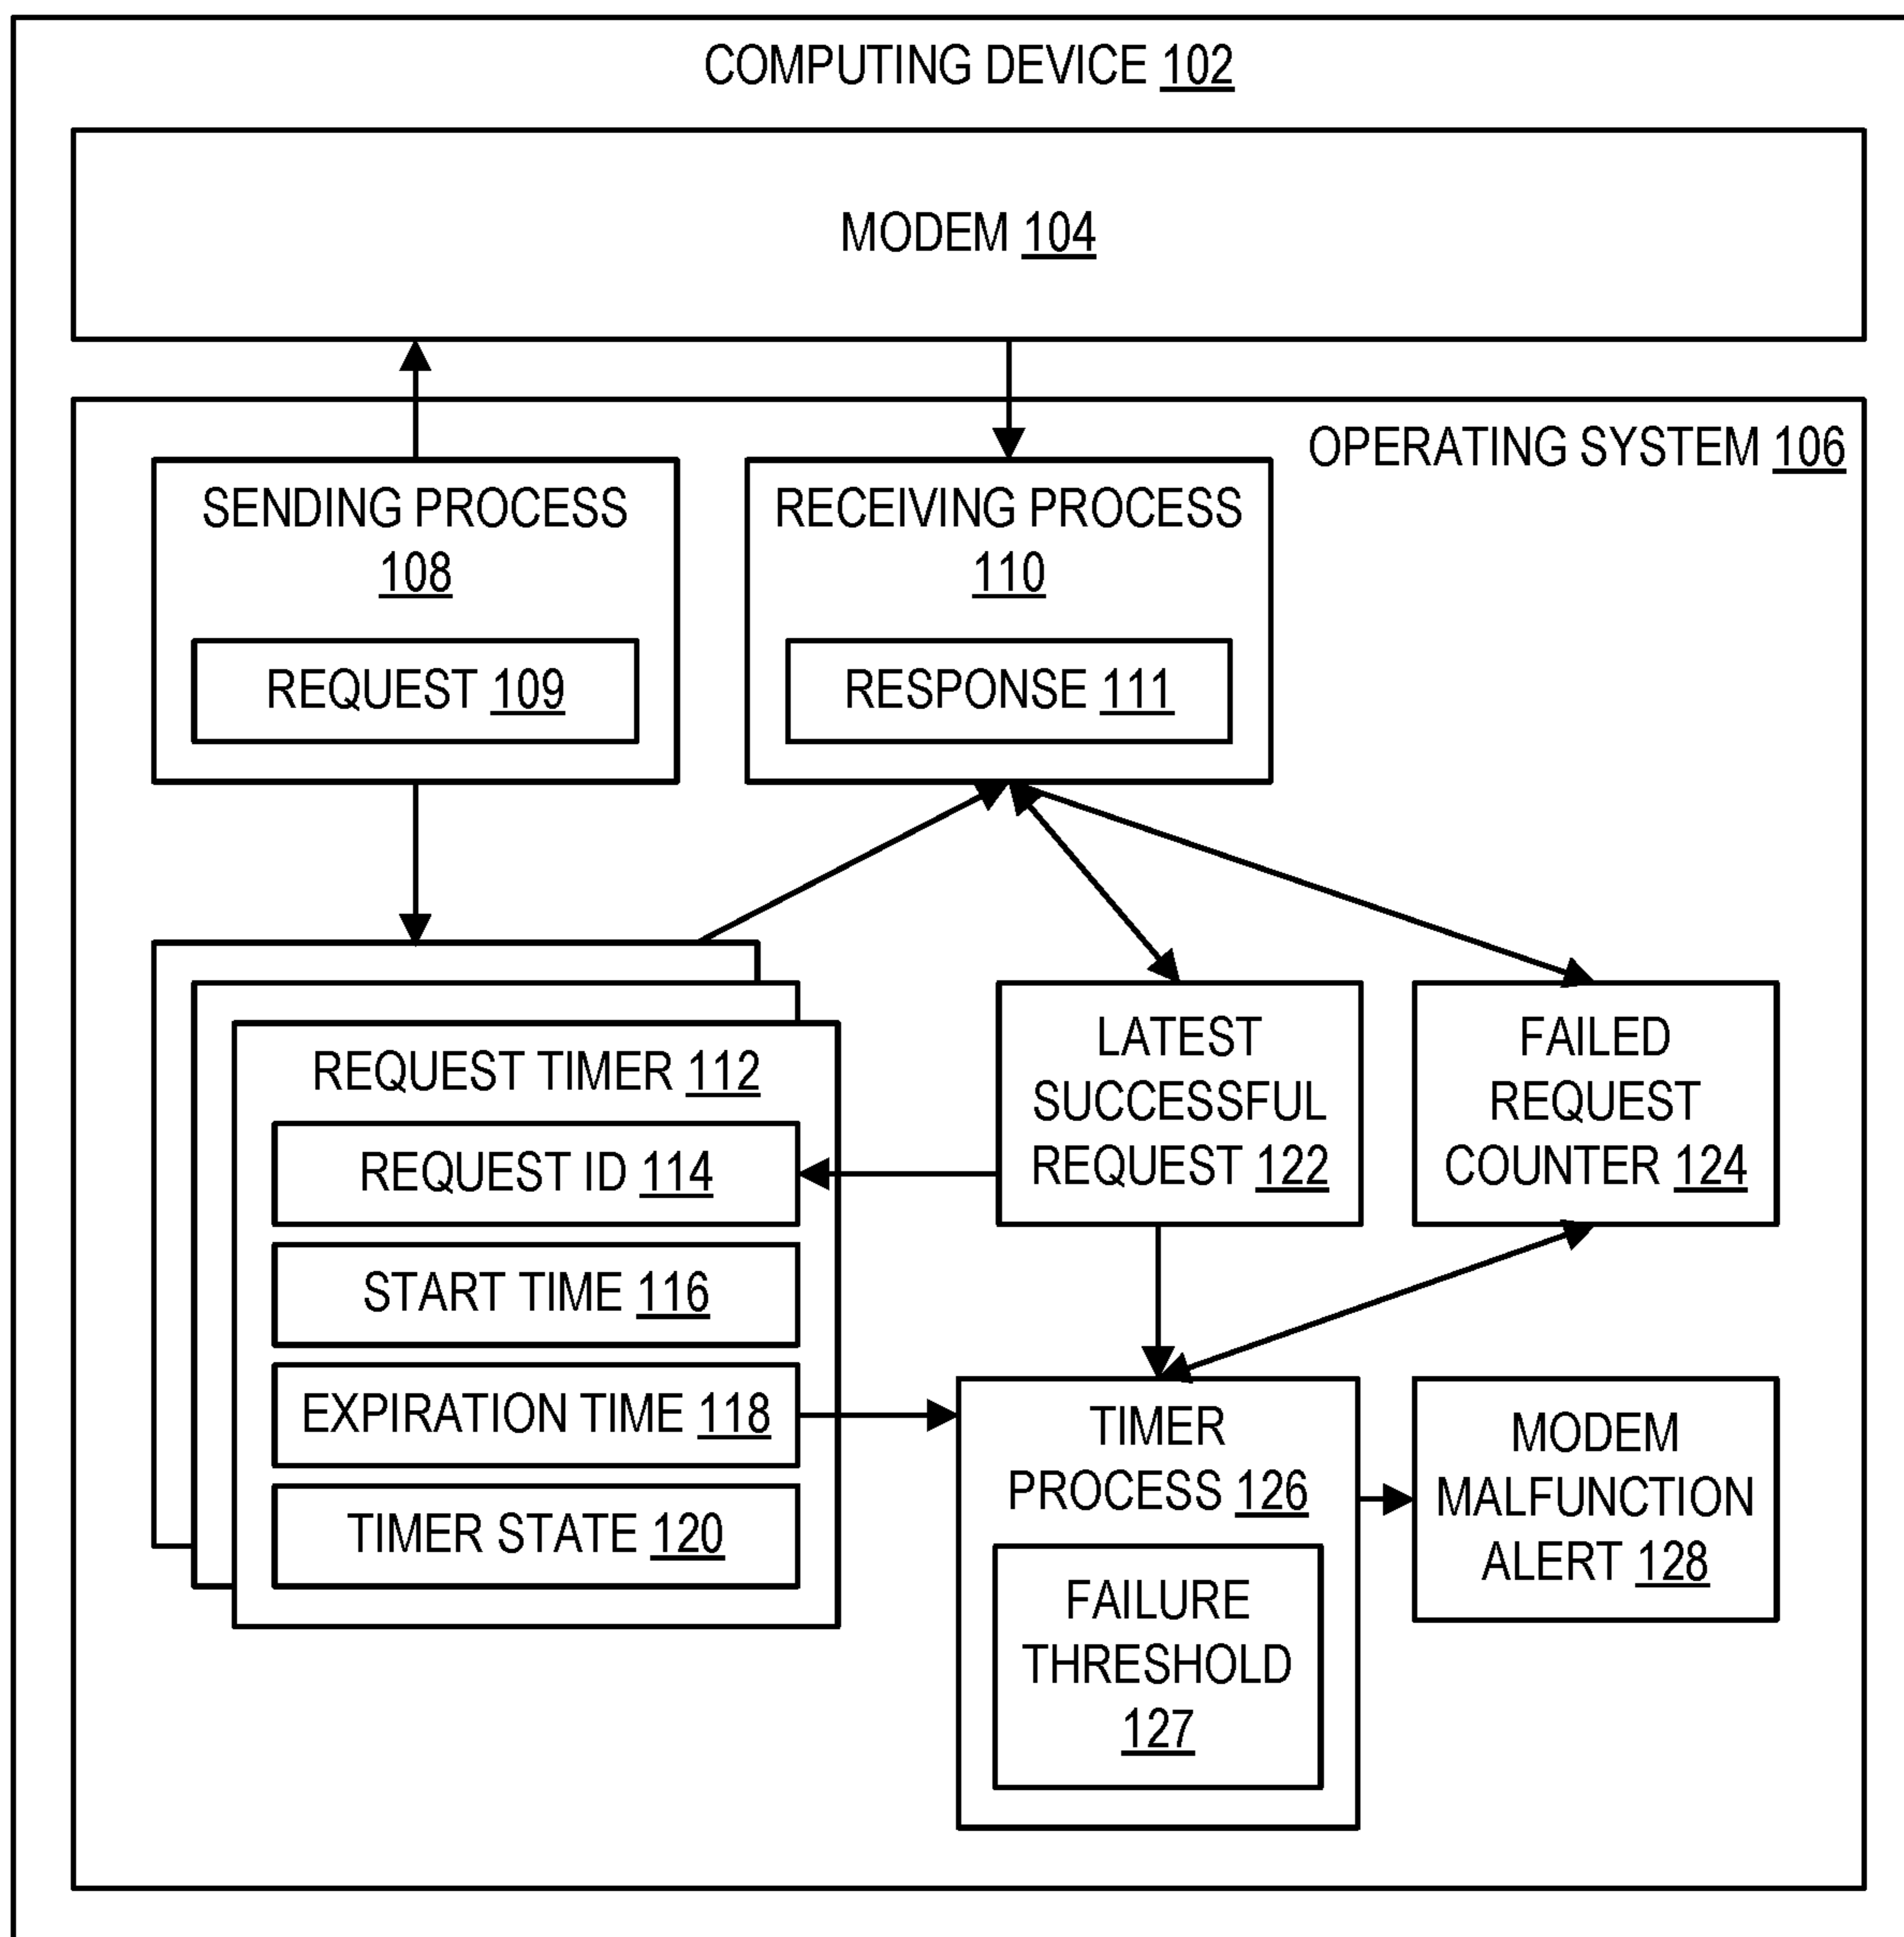 COMPUTING DEVICE 102
MODEM 104
OPERATING SYSTEM 106
SENDING PROCESS
108
REQUEST 109
RECEIVING PROCESS
110
RESPONSE 111
REQUEST TIMER 112
REQUEST ID 114
START TIME 116
EXPIRATION TIME 118
TIMER STATE 120
LATEST
SUCCESSFUL
REQUEST 122
FAILED
REQUEST
COUNTER 124
TIMER
PROCESS 126
FAILURE
THRESHOLD
127
MODEM
MALFUNCTION
ALERT 128